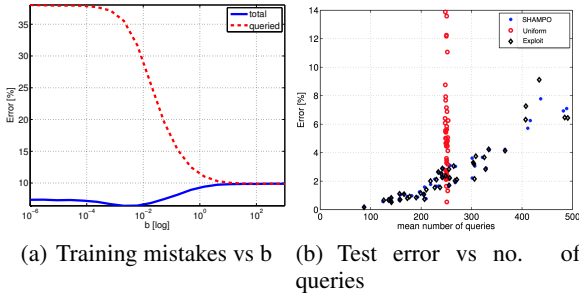 total
queried
Error [%]
35
30
25
20
15
10
10^-6
10^-4
10^-2
10^0
10^2
b [log]
(a) Training mistakes vs b
SHAMPO
Uniform
Exploit
Error [%]
14
12
10
8
6
4
2
0
0
100
200
300
400
500
mean number of queries
(b) Test error vs no. of
queries